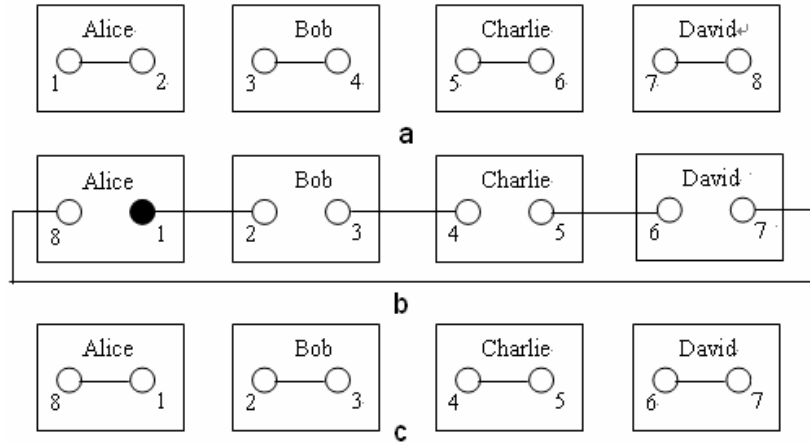 Alice Bob Charlie David↵
1 2 3 4 5 6 7 8
a
Alice Bob Charlie David
8 1 2 3 4 5 6 7
b
Alice Bob Charlie David
8 1 2 3 4 5 6 7
c